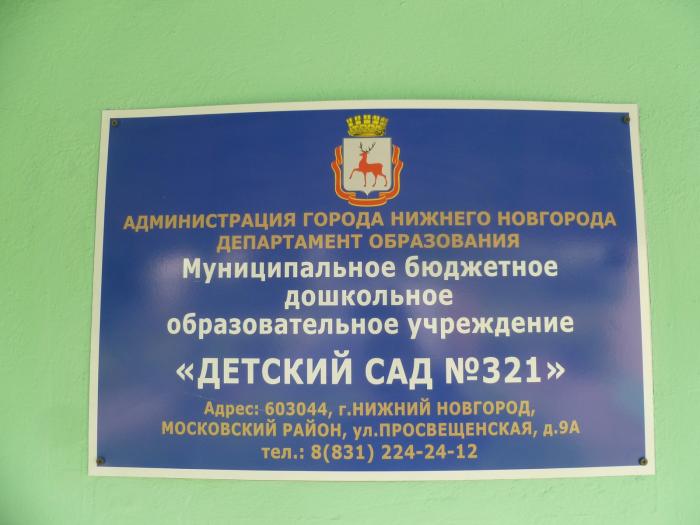 АДМИНИСТРАЦИЯ ГОРОДА НИЖНЕГО НОВГОРОДА
ДЕПАРТАМЕНТ ОБРАЗОВАНИЯ
Муниципальное бюджетное
дошкольное
образовательное учреждение
«ДЕТСКИЙ САД №321»
Адрес: 603044, г.НИЖНИЙ НОВГОРОД,
МОСКОВСКИЙ РАЙОН, ул.ПРОСВЕЩЕНСКАЯ, д.9А
тел.: 8(831) 224-24-12